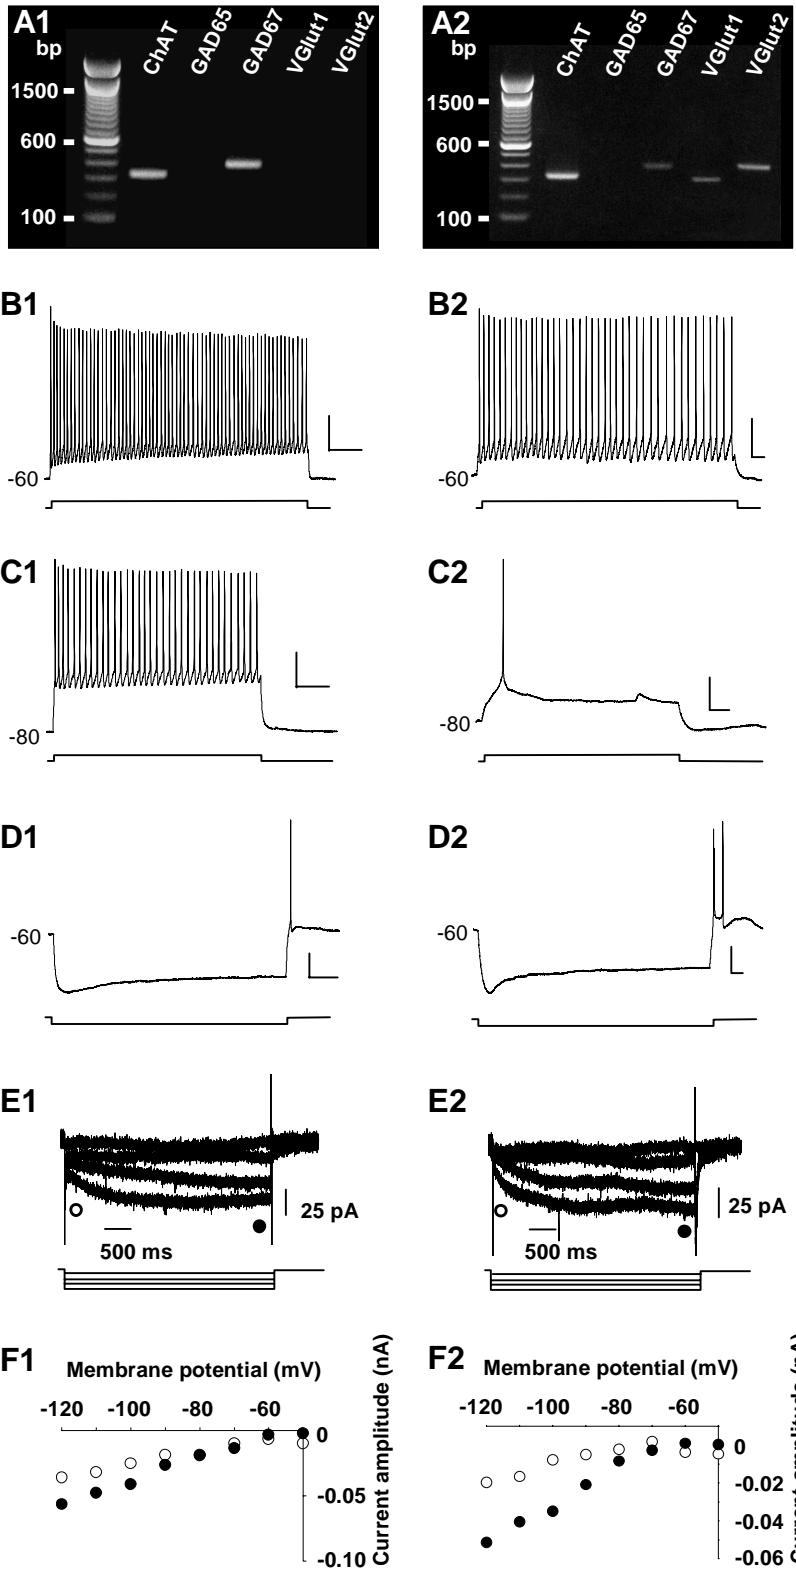 A1
bp
ChAT
GAD65
GAD67
VGlut1
VGlut2
1500
600
100
A2
bp
ChAT
GAD65
GAD67
VGlut1
VGlut2
1500
600
100
B1
-60
B2
-60
C1
-80
C2
-80
D1
-60
D2
-60
E1
25 pA
500 ms
E2
25 pA
500 ms
F1
Membrane potential (mV)
-120 -100 -80 -60
0
-0.05
-0.10
Current amplitude (nA)
F2
Membrane potential (mV)
-120 -100 -80 -60
0
-0.02
-0.04
-0.06